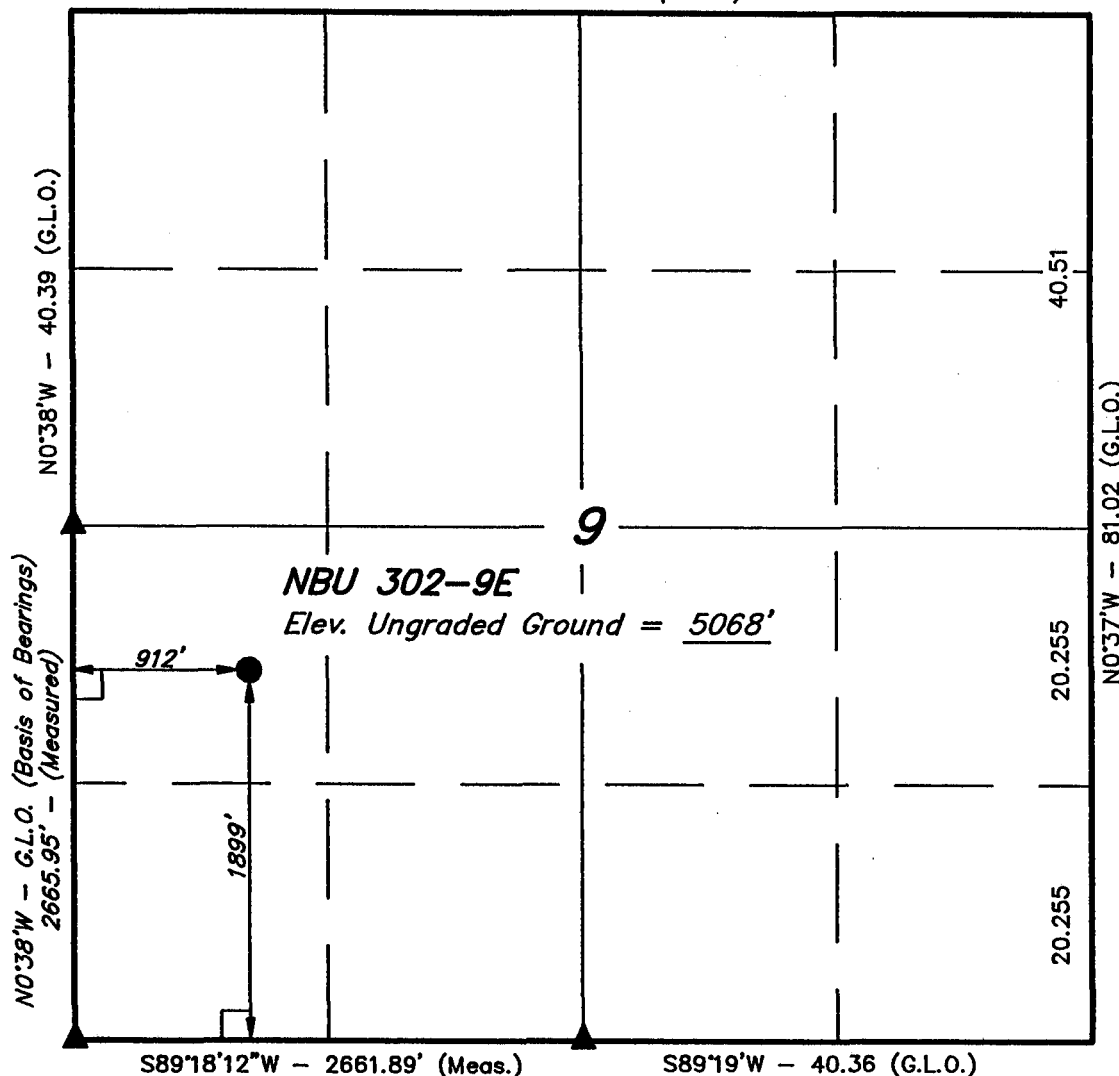 N0°38'W – 40.39 (G.L.O.)
40.51
N0°37'W – 81.02 (G.L.O.)
9
NBU 302–9E
Elev. Ungraded Ground = 5068'
912'
1899'
N0°38'W – G.L.O. (Basis of Bearings)
2665.95' – (Measured)
20.255
20.255
S89°18'12"W – 2661.89' (Meas.)
S89°19'W – 40.36 (G.L.O.)